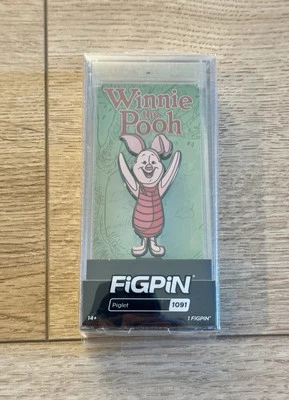 Winnie
the
Pooh
FiGPiN®
Piglet 1091
14+ 1 FiGPiN®